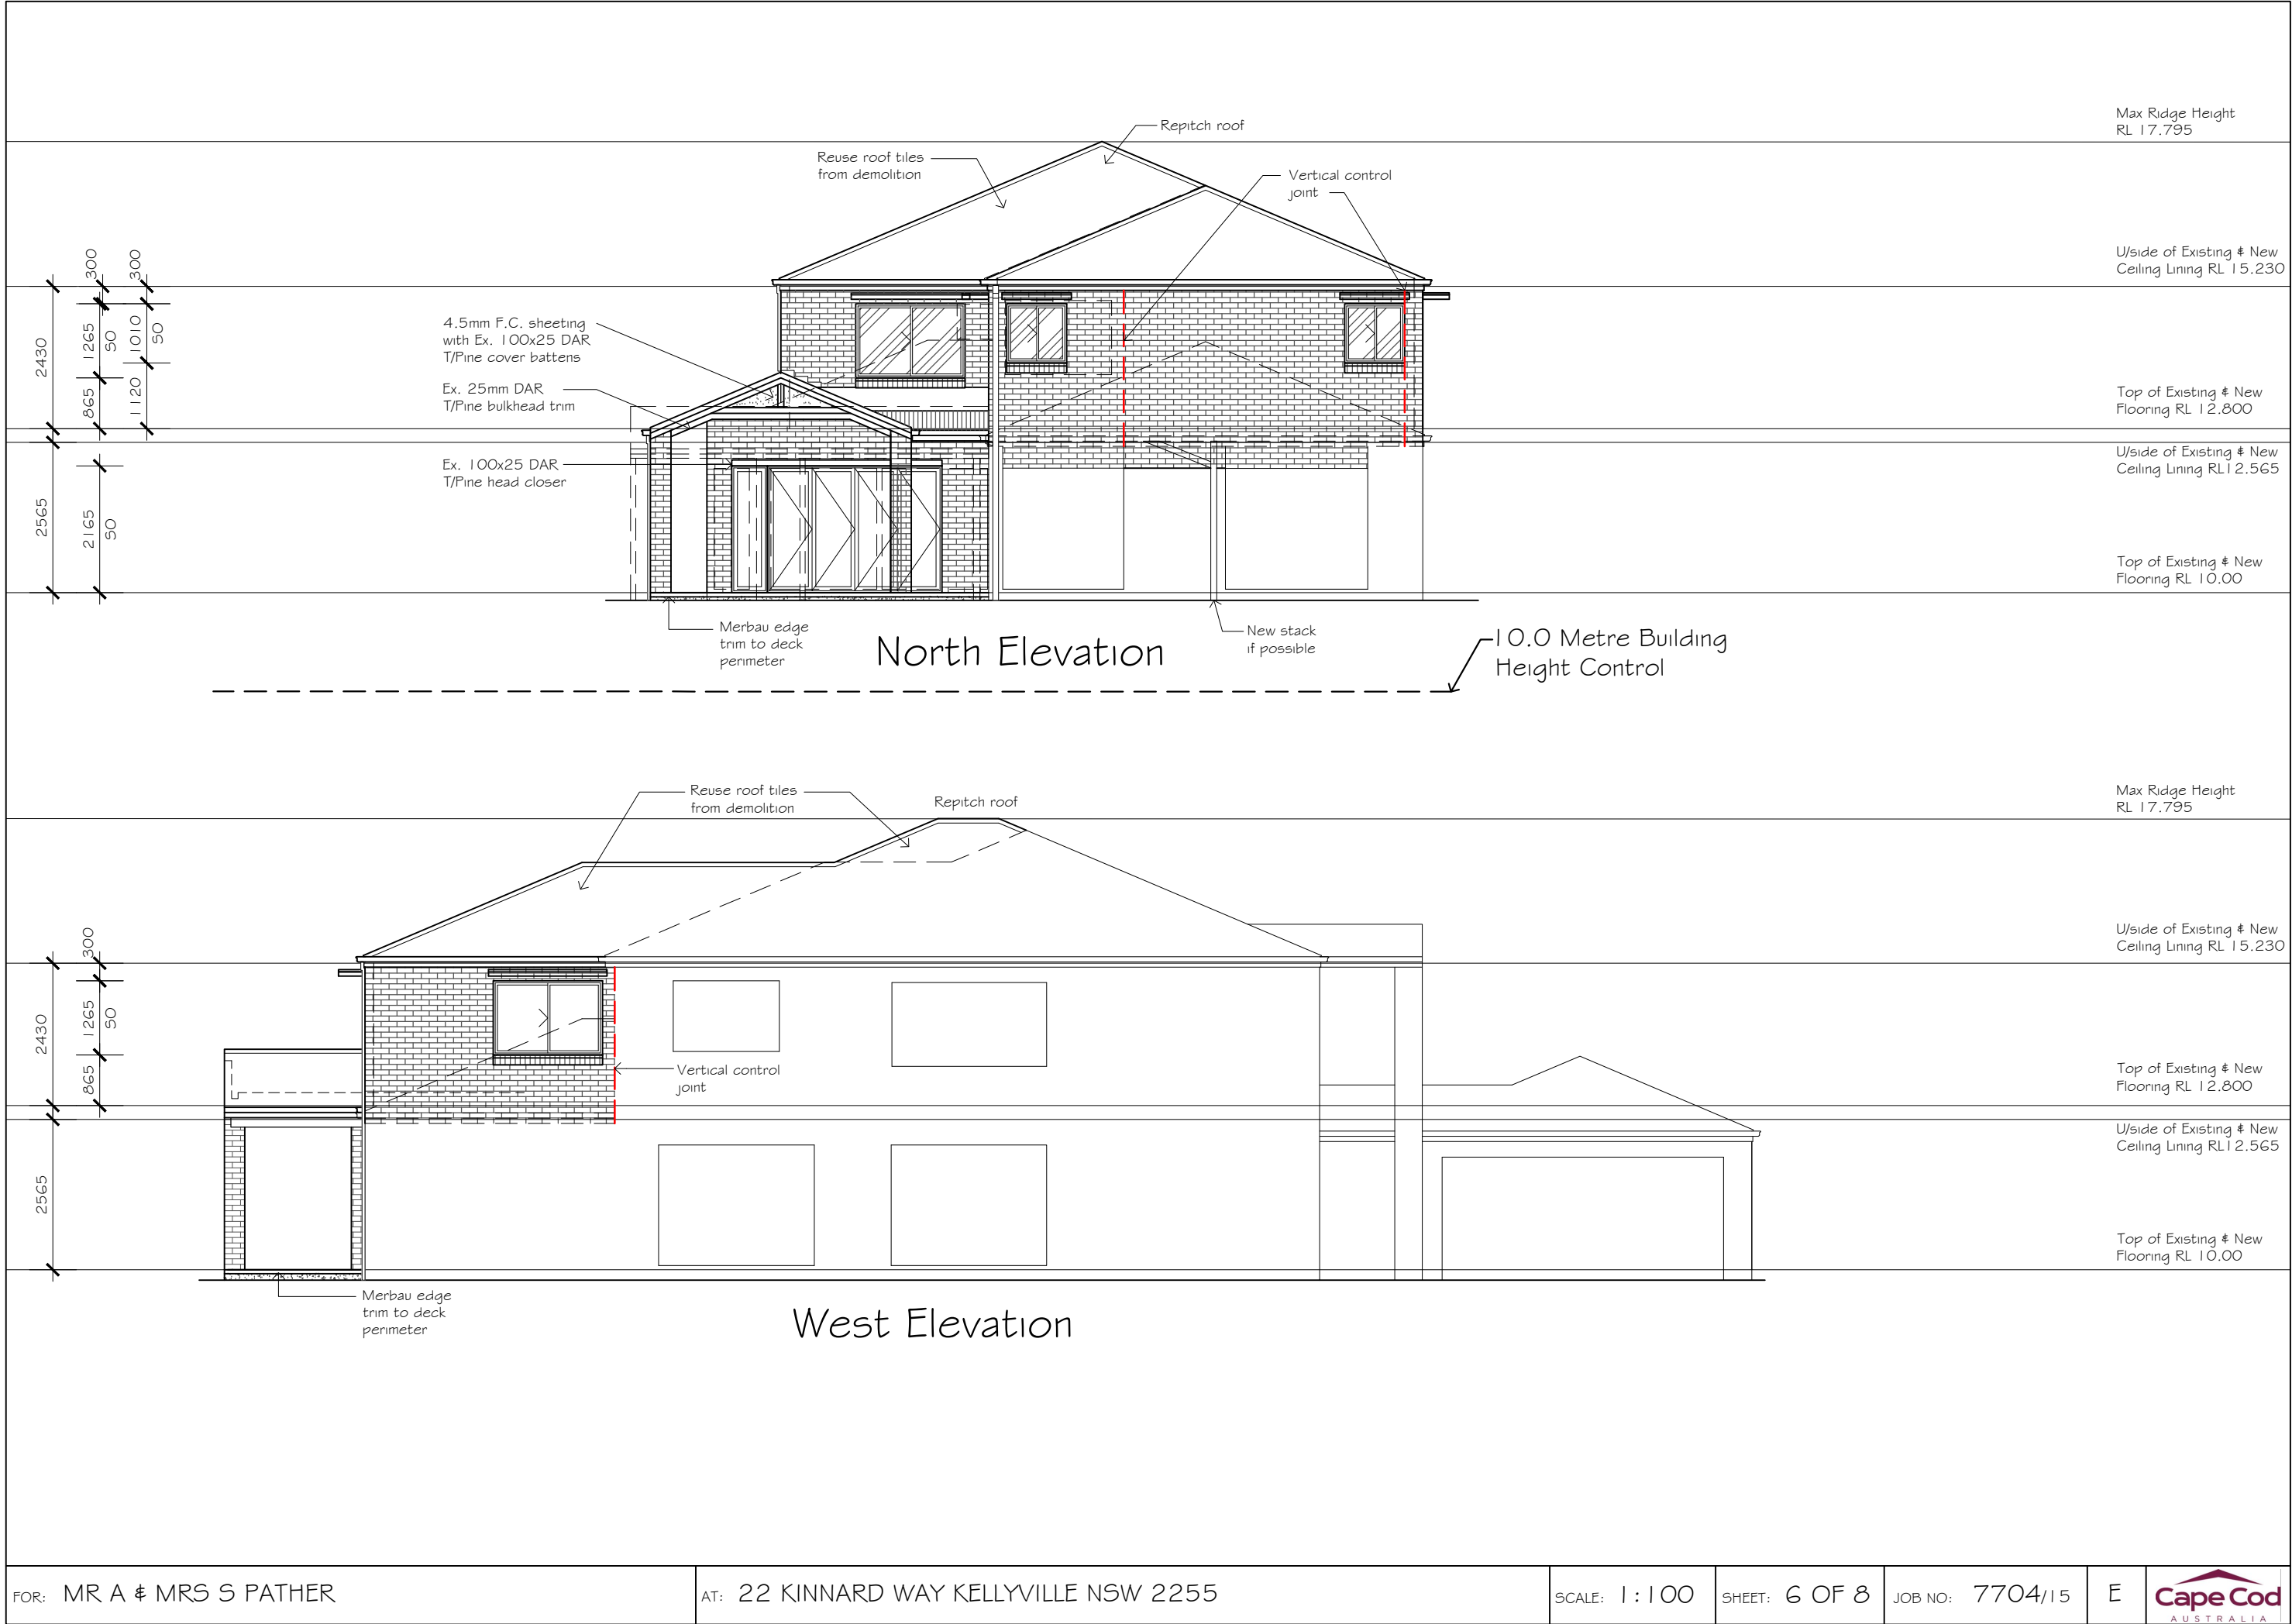 Max Ridge Height
RL 17.795
Repitch roof
Reuse roof tiles
from demolition
Vertical control
joint
U/side of Existing & New
Ceiling Lining RL 15.230
300
300
1265
50
1010
50
2430
865
1120
4.5mm F.C. sheeting
with Ex. 100x25 DAR
T/Pine cover battens
Ex. 25mm DAR
T/Pine bulkhead trim
Top of Existing & New
Flooring RL 12.800
U/side of Existing & New
Ceiling Lining RL12.565
Ex. 100x25 DAR
T/Pine head closer
2565
2165
50
Top of Existing & New
Flooring RL 10.00
Merbau edge
trim to deck
perimeter
North Elevation
New stack
if possible
10.0 Metre Building
Height Control
Reuse roof tiles
from demolition
Repitch roof
Max Ridge Height
RL 17.795
U/side of Existing & New
Ceiling Lining RL 15.230
300
1265
50
2430
865
Vertical control
joint
Top of Existing & New
Flooring RL 12.800
U/side of Existing & New
Ceiling Lining RL12.565
2565
Top of Existing & New
Flooring RL 10.00
Merbau edge
trim to deck
perimeter
West Elevation
FOR: MR A & MRS S PATHER
AT: 22 KINNARD WAY KELLYVILLE NSW 2255
SCALE: 1:100
SHEET: 6 OF 8
JOB NO: 7704/15
E
Cape Cod
AUSTRALIA